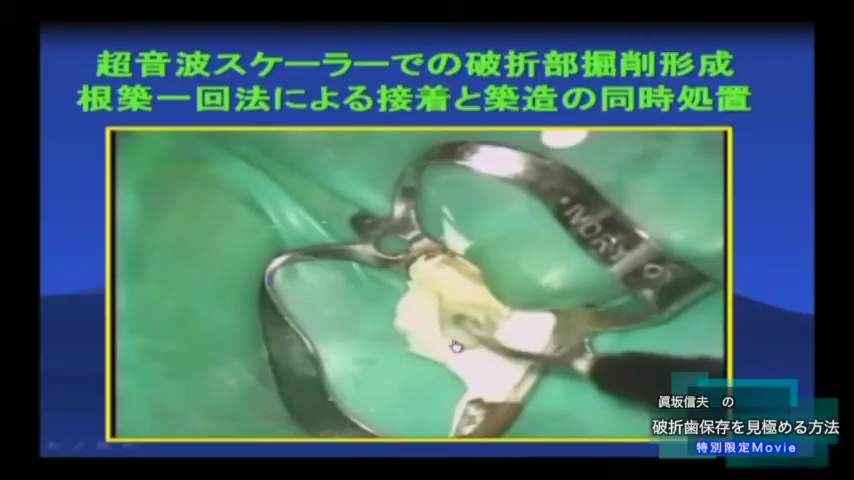 超音波スケーラーでの破折部掘削形成
根築一回法による接着と築造の同時処置
IVORY
眞坂信夫 の
破折歯保存を見極める方法
特別限定Movie